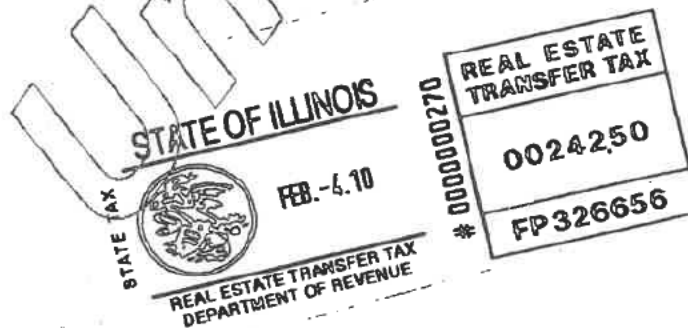 Un
STATE OF ILLINOIS
STATE TAX
FEB.-4.10
REAL ESTATE TRANSFER TAX
DEPARTMENT OF REVENUE
# 0000000270
REAL ESTATE
TRANSFER TAX
0024250
FP326656